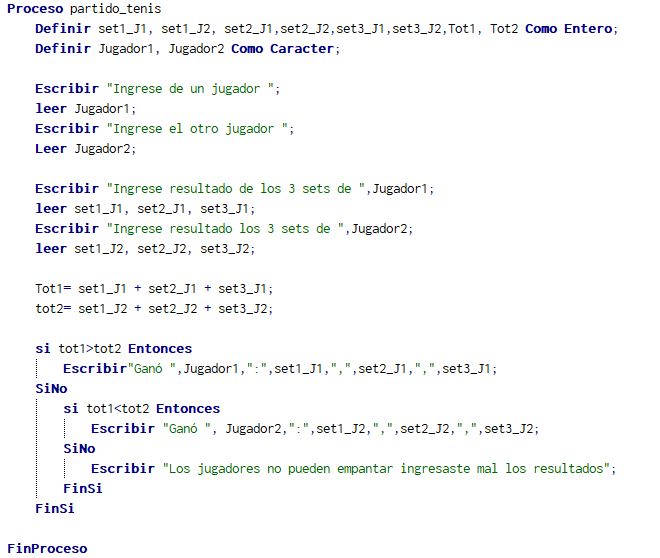 Proceso partido_tenis
Definir set1_J1, set1_J2, set2_J1,set2_J2,set3_J1,set3_J2,Tot1, Tot2 Como Entero;
Definir Jugador1, Jugador2 Como Caracter;
Escribir "Ingrese de un jugador ";
leer Jugador1;
Escribir "Ingrese el otro jugador ";
Leer Jugador2;
Escribir "Ingrese resultado de los 3 sets de ",Jugador1;
leer set1_J1, set2_J1, set3_J1;
Escribir "Ingrese resultado los 3 sets de ",Jugador2;
leer set1_J2, set2_J2, set3_J2;
Tot1= set1_J1 + set2_J1 + set3_J1;
tot2= set1_J2 + set2_J2 + set3_J2;
si tot1>tot2 Entonces
Escribir"Ganó ",Jugador1,":",set1_J1,",",set2_J1,",",set3_J1;
SiNo
si tot1<tot2 Entonces
Escribir "Ganó ", Jugador2,":",set1_J2,",",set2_J2,",",set3_J2;
SiNo
Escribir "Los jugadores no pueden empantar ingresaste mal los resultados";
FinSi
FinSi
FinProceso